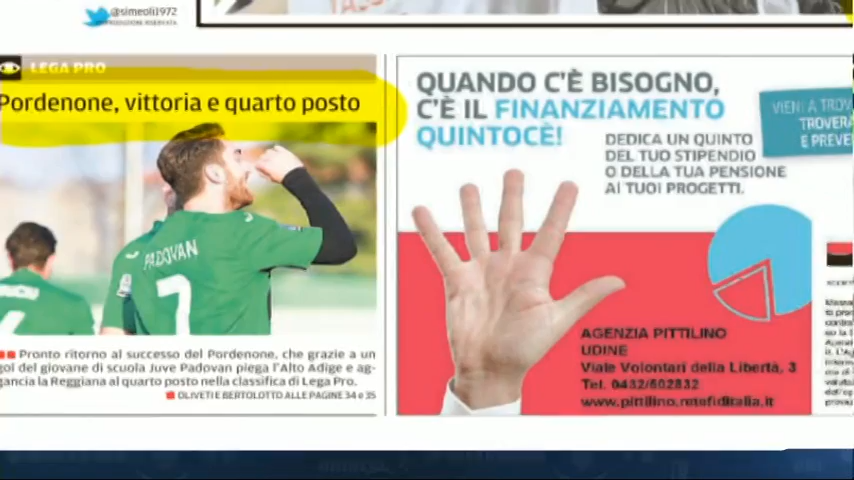 @simeoli1972
LEGA PRO
Pordenone, vittoria e quarto posto
PADOVAN
7
Pronto ritorno al successo del Pordenone, che grazie a un
gol del giovane di scuola Juve Padovan piega l'Alto Adige e ag-
gancia la Reggiana al quarto posto nella classifica di Lega Pro.
OLIVETI E BERTOLOTTO ALLE PAGINE 34 e 35
QUANDO C'È BISOGNO,
C'È IL FINANZIAMENTO
QUINTOCÈ!
DEDICA UN QUINTO
DEL TUO STIPENDIO
O DELLA TUA PENSIONE
AI TUOI PROGETTI.
VIENI A TROV
TROVERA
E PREVE
AGENZIA PITTILINO
UDINE
Viale Volontari della Libertà, 3
Tel. 0432/502832
www.pittilino.retefiditalia.it